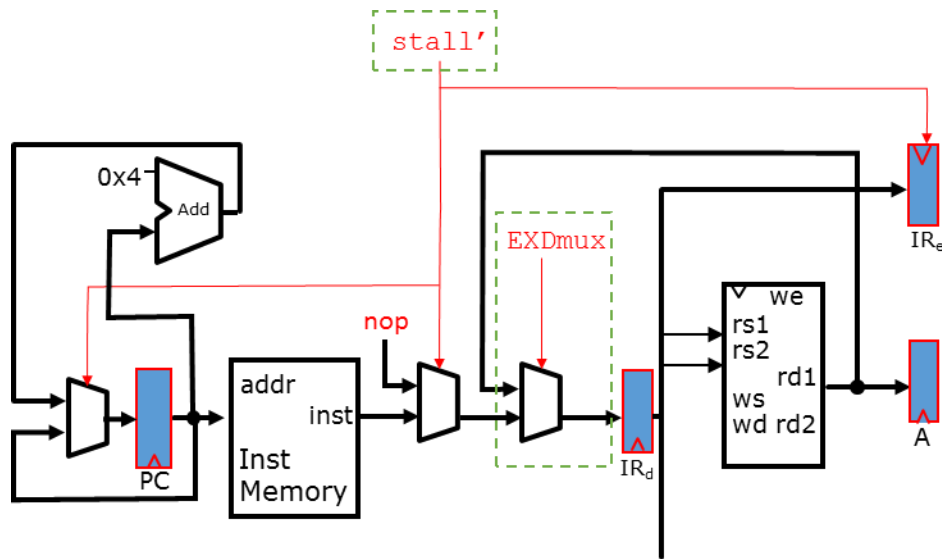 stall’
0x4
Add
EXDmux
IRe
nop
we
rs1
rs2
rd1
ws
wd rd2
addr
inst
Inst
Memory
PC
IRd
A